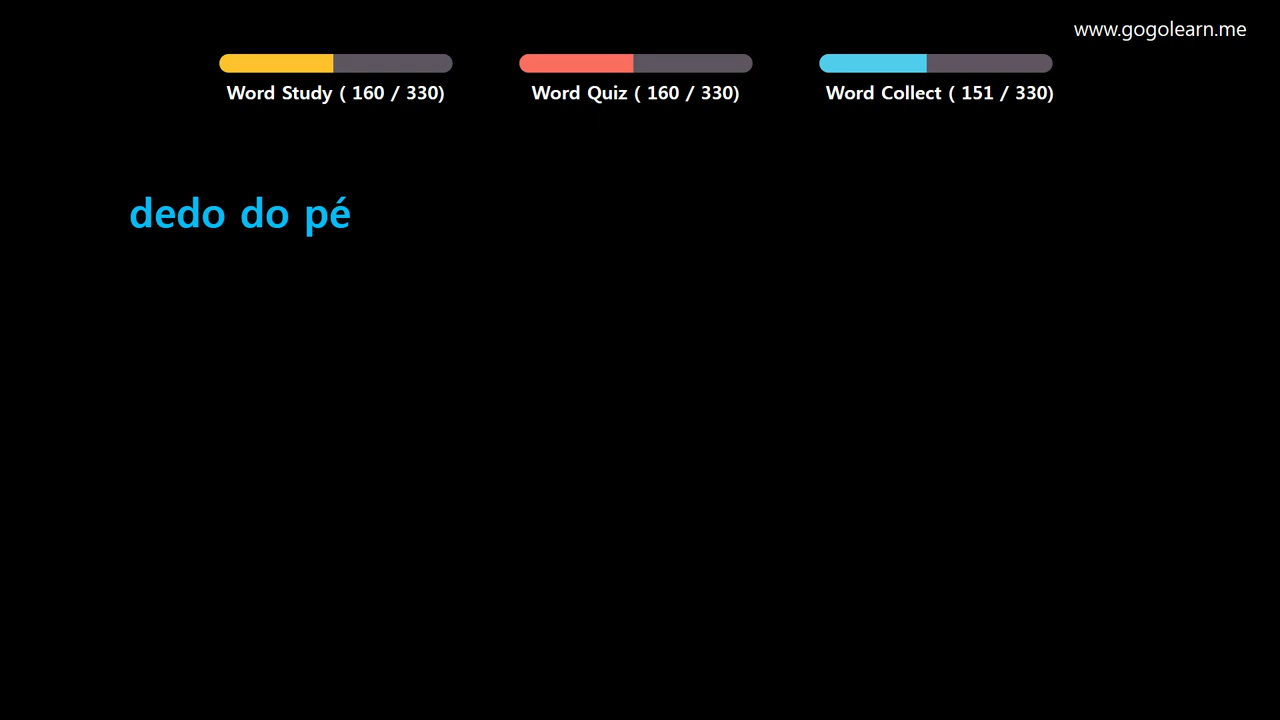 www.gogolearn.me
Word Study ( 160 / 330)
Word Quiz ( 160 / 330)
Word Collect ( 151 / 330)
dedo do pé